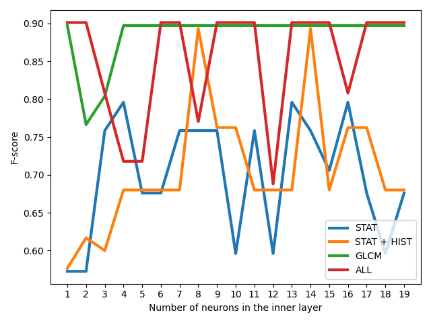 0.90
0.85
0.80
0.75
0.70
0.65
0.60
F-score
1 2 3 4 5 6 7 8 9 10 11 12 13 14 15 16 17 18 19
Number of neurons in the inner layer
STAT
STAT + HIST
GLCM
ALL